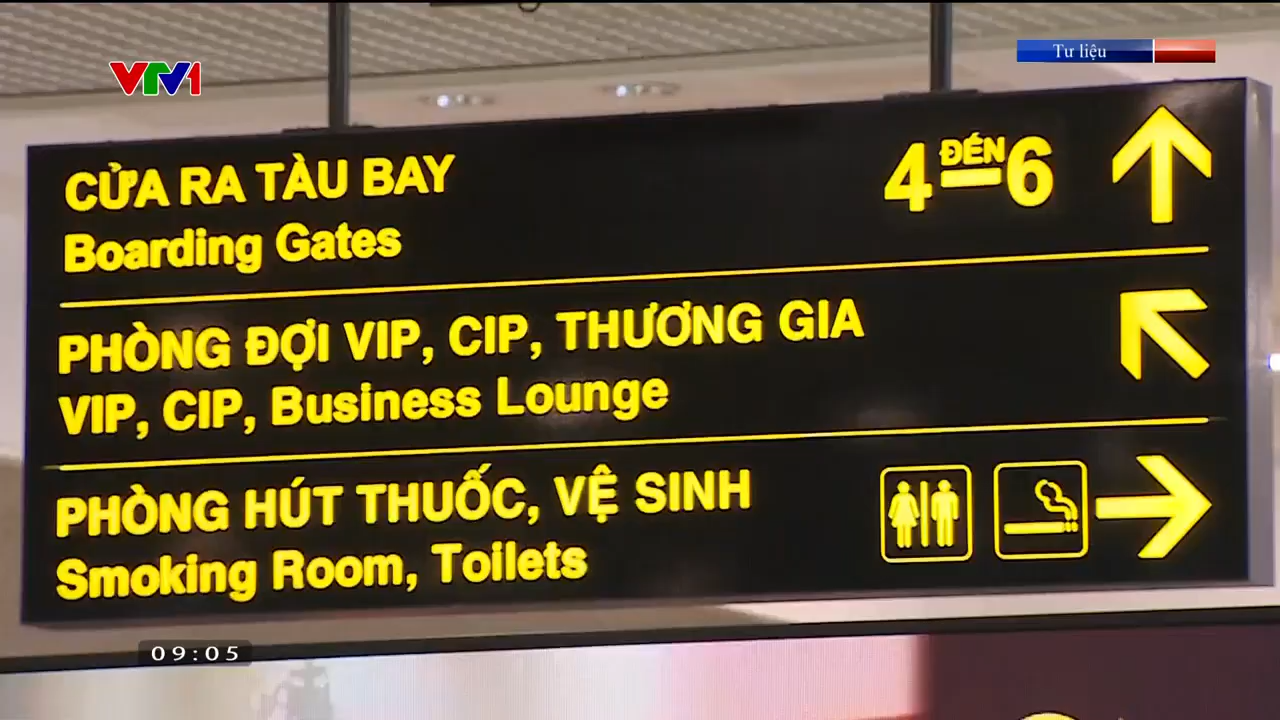 VTV1
Tư liệu
CỬA RA TÀU BAY
4 ĐẾN 6
Boarding Gates
PHÒNG ĐỢI VIP, CIP, THƯƠNG GIA
VIP, CIP, Business Lounge
PHÒNG HÚT THUỐC, VỆ SINH
Smoking Room, Toilets
09:05